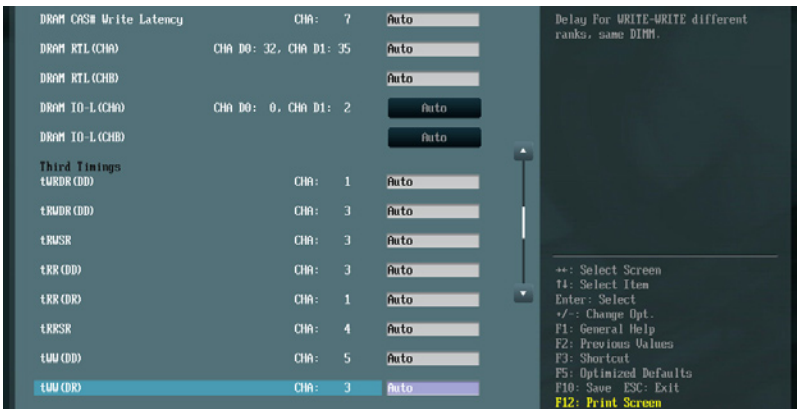 DRAM CAS# Write Latency CHA: 7 Auto
DRAM RTL(CHA) CHA D0: 32, CHA D1: 35 Auto
DRAM RTL(CHB) Auto
DRAM IO-L(CHA) CHA D0: 0, CHA D1: 2 Auto
DRAM IO-L(CHB) Auto
Third Timings
tWRDR(DD) CHA: 1 Auto
tRWDR(DD) CHA: 3 Auto
tRWSR CHA: 3 Auto
tRR(DD) CHA: 3 Auto
tRR(DR) CHA: 1 Auto
tRRSR CHA: 4 Auto
tWW(DD) CHA: 5 Auto
tWW(DR) CHA: 3 Auto
Delay For WRITE-WRITE different
ranks, same DIMM.
→←: Select Screen
↑↓: Select Item
Enter: Select
+/-: Change Opt.
F1: General Help
F2: Previous Values
F3: Shortcut
F5: Optimized Defaults
F10: Save ESC: Exit
F12: Print Screen